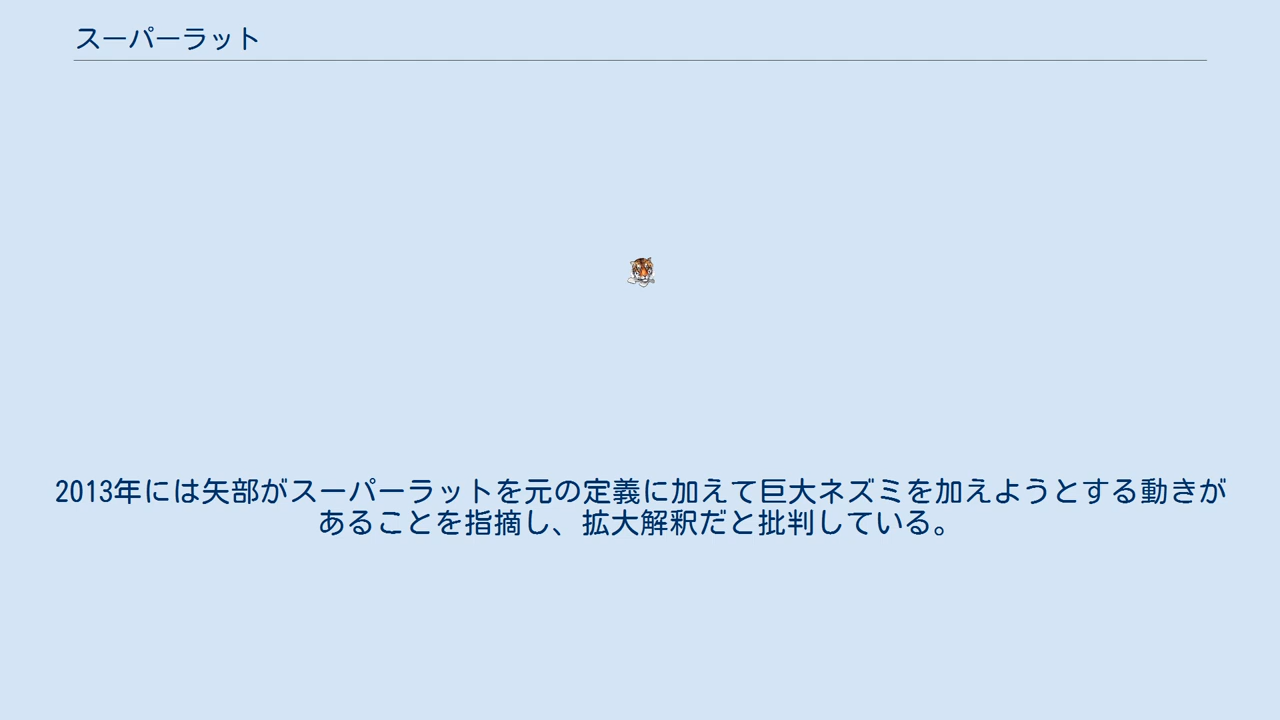 スーパーラット
2013年には矢部がスーパーラットを元の定義に加えて巨大ネズミを加えようとする動きが
あることを指摘し、拡大解釈だと批判している。